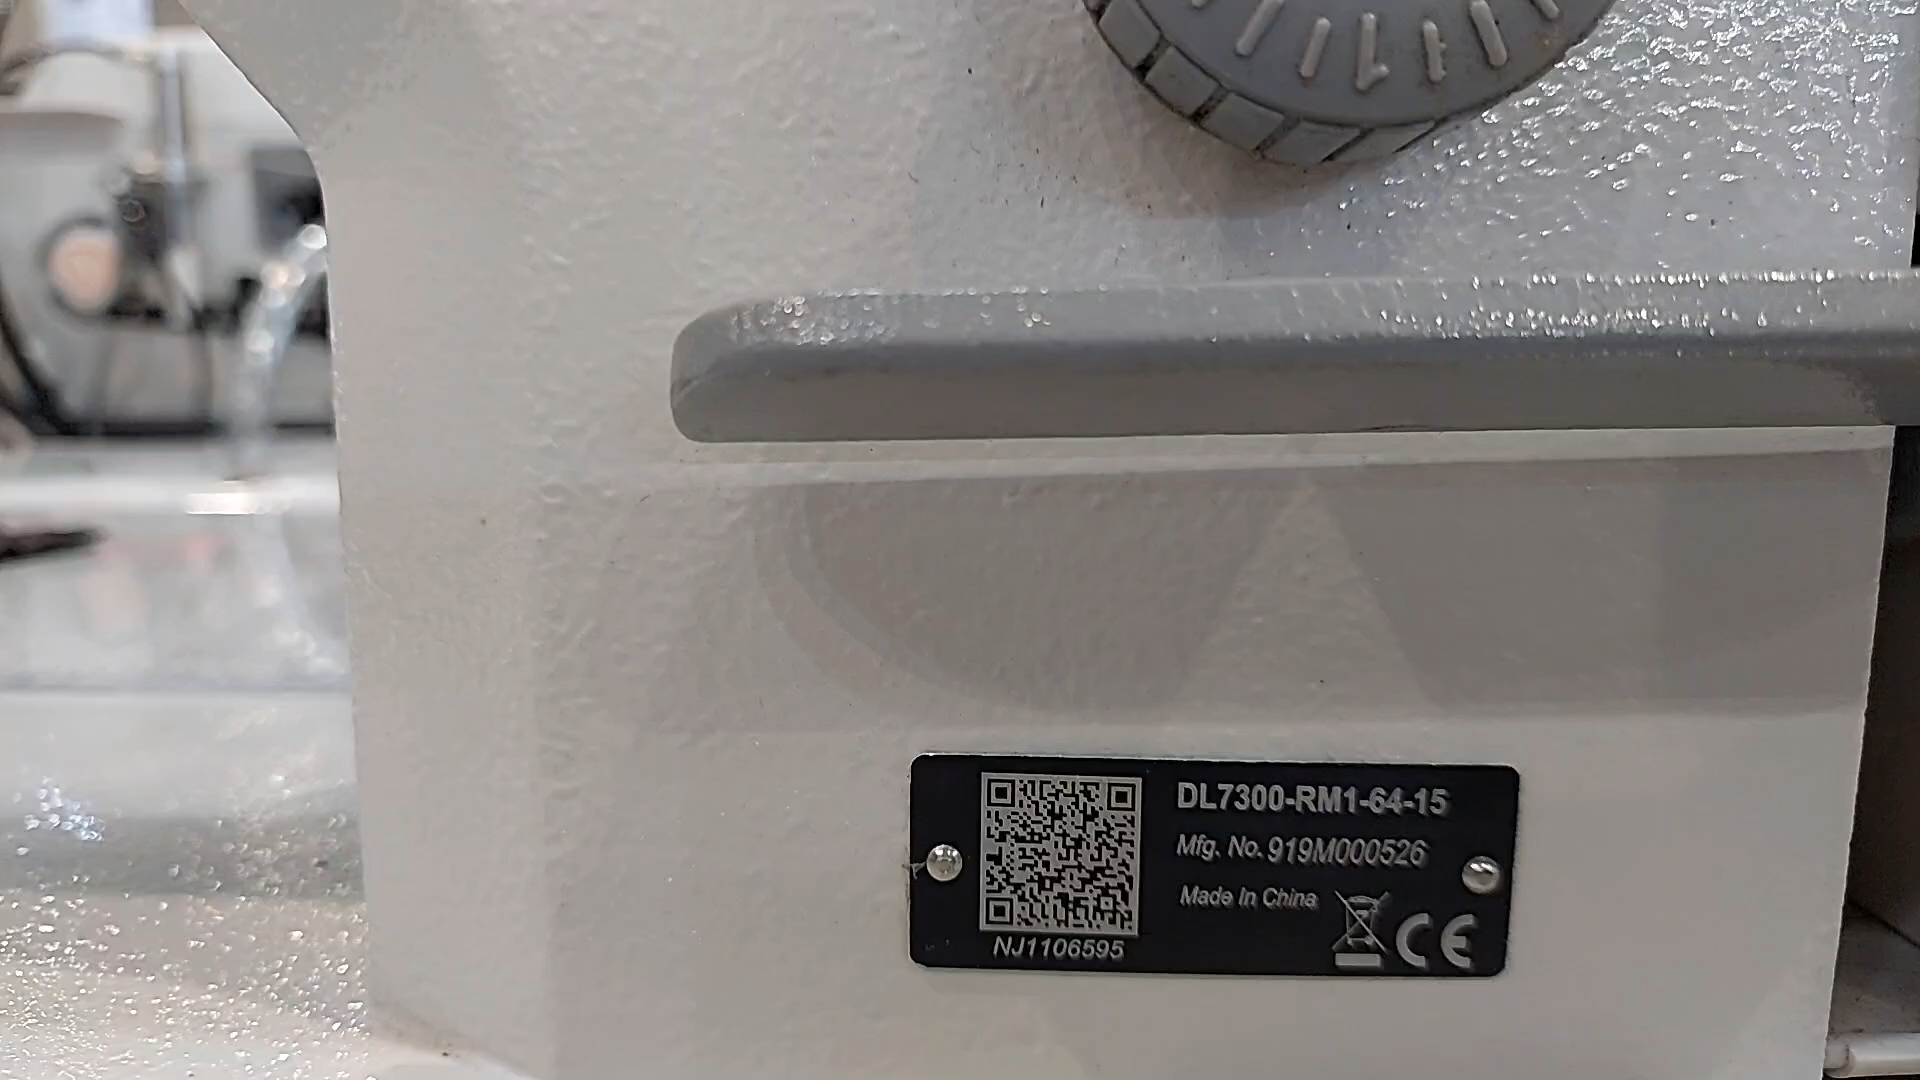 DL7300-RM1-64-15
Mfg. No. 919M000526
Made In China
CE
NJ1106595